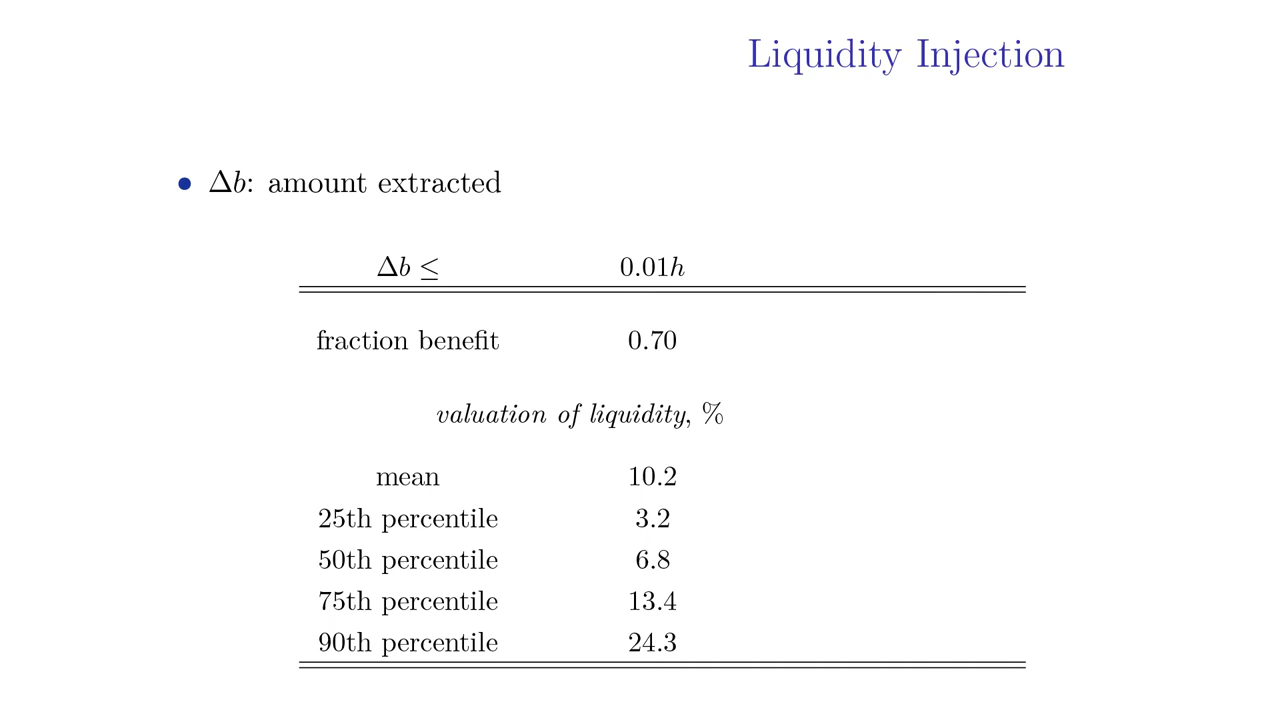 Liquidity Injection
• Δb: amount extracted
Δb ≤ 0.01h
fraction benefit 0.70
valuation of liquidity, %
mean 10.2
25th percentile 3.2
50th percentile 6.8
75th percentile 13.4
90th percentile 24.3